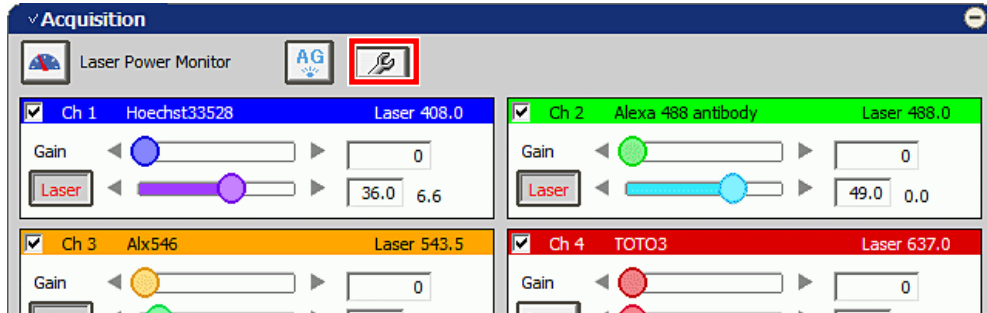 Acquisition
Laser Power Monitor AG
Ch 1 Hoechst33528 Laser 408.0
Gain 0
Laser 36.0 6.6
Ch 2 Alexa 488 antibody Laser 488.0
Gain 0
Laser 49.0 0.0
Ch 3 Alx546 Laser 543.5
Gain 0
Ch 4 TOTO3 Laser 637.0
Gain 0